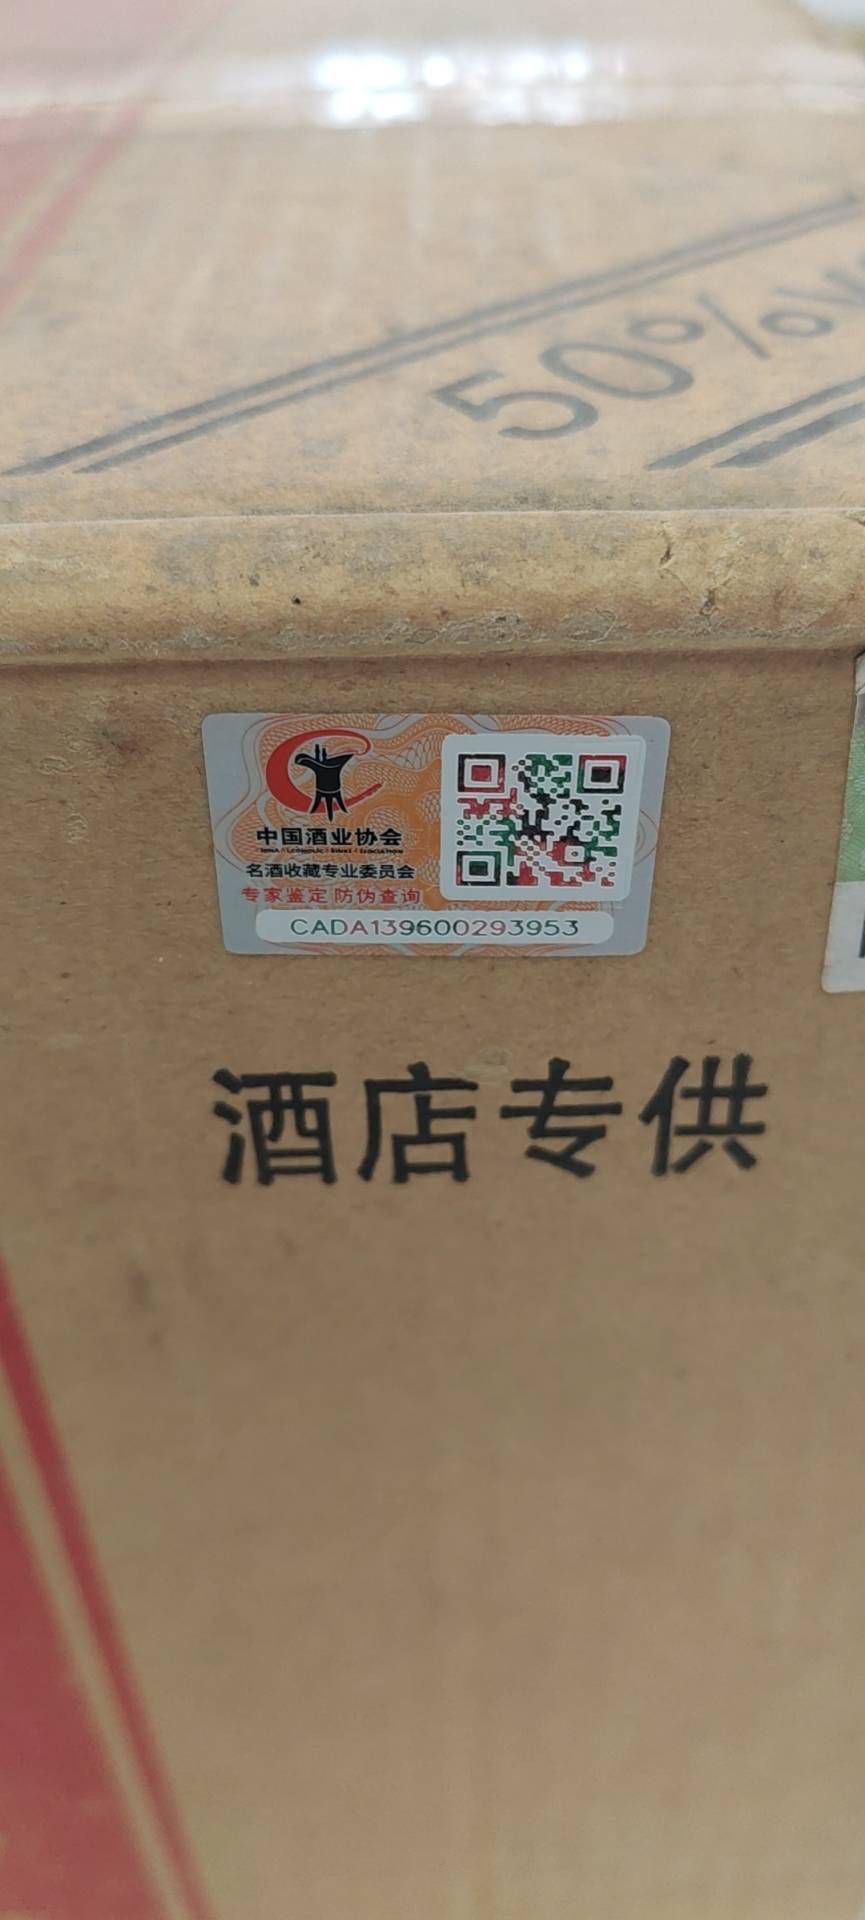 50%V
中国酒业协会
名酒收藏专业委员会
专家鉴定 防伪查询
CADA139600293953
酒店专供